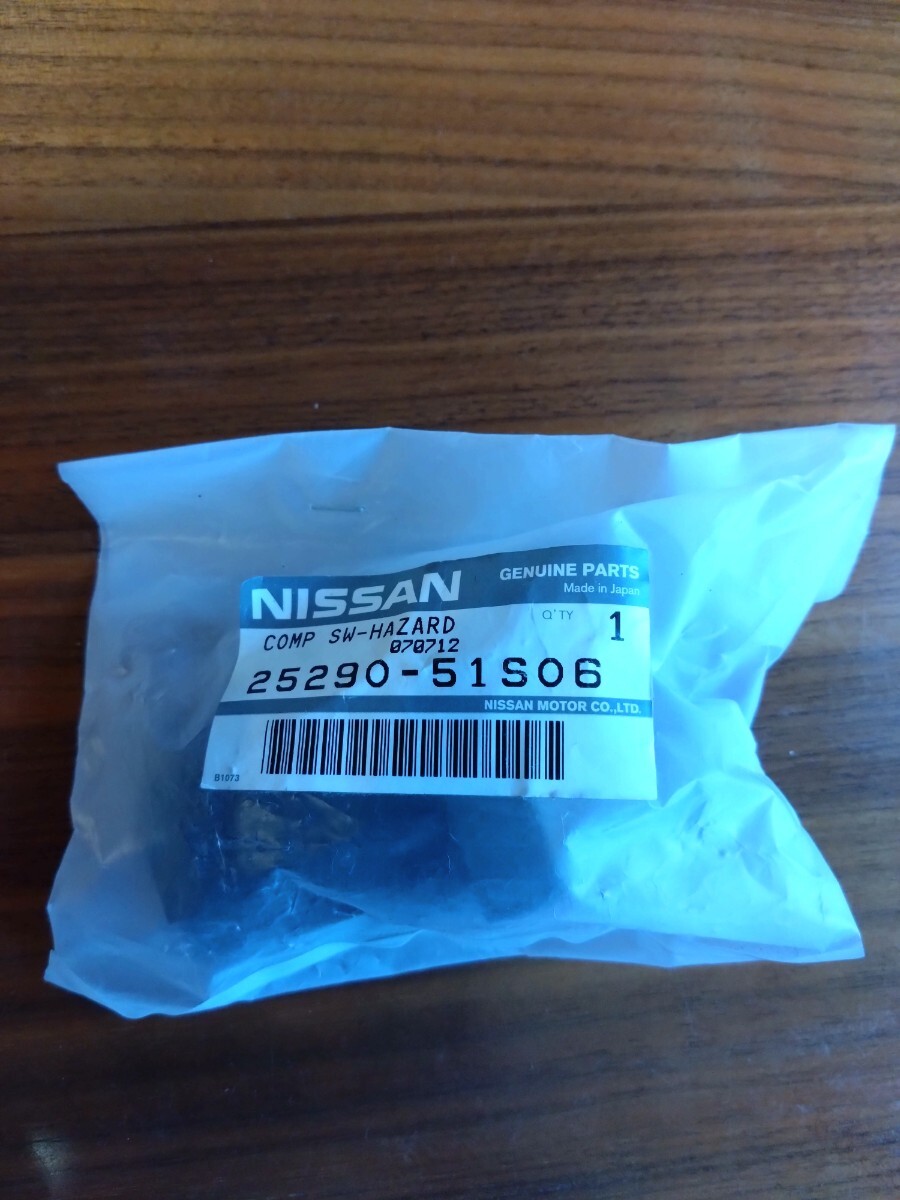 NISSAN
GENUINE PARTS
Made in Japan
COMP SW-HAZARD
Q'TY
1
070712
25290-51S06
NISSAN MOTOR CO.,LTD.
B1073